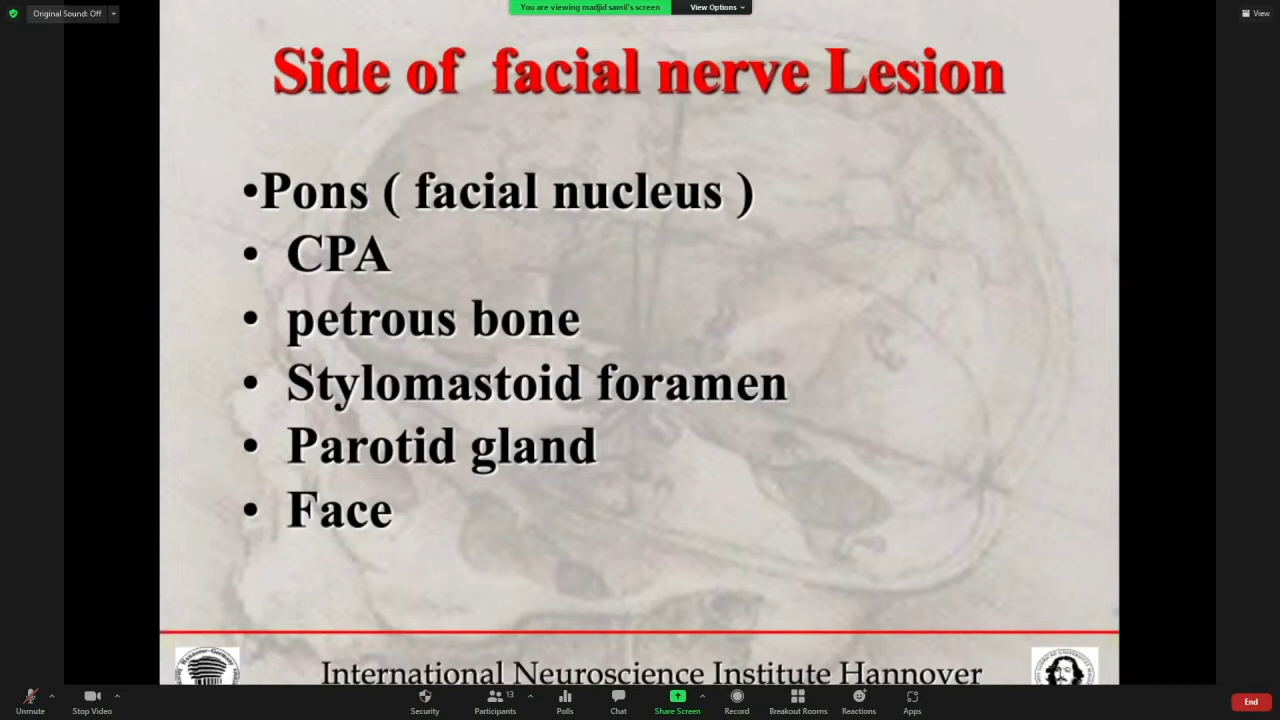 Original Sound: Off
You are viewing madjid samii's screen
View Options
View
Side of facial nerve Lesion
•Pons ( facial nucleus )
• CPA
• petrous bone
• Stylomastoid foramen
• Parotid gland
• Face
International Neuroscience Institute Hannover
Unmute
Stop Video
Security
Participants
13
Polls
Chat
Share Screen
Record
Breakout Rooms
Reactions
Apps
End